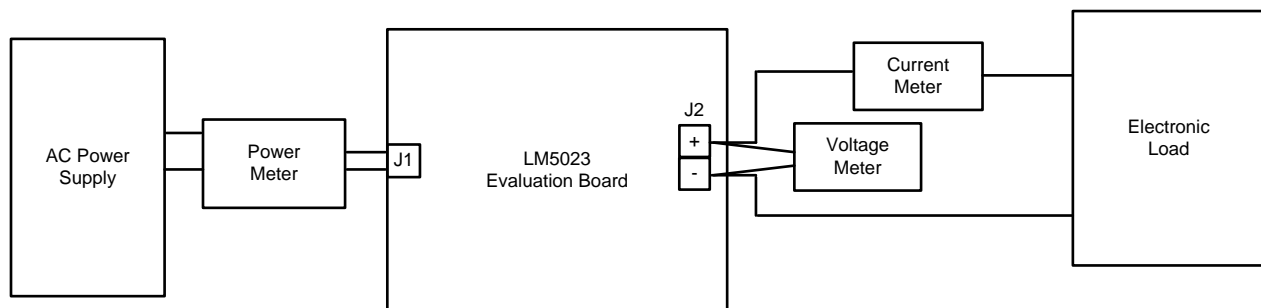 AC Power
Supply
Power
Meter
J1
LM5023
Evaluation Board
J2
+
-
Current
Meter
Voltage
Meter
Electronic
Load